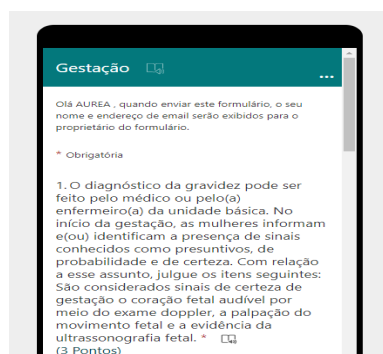 Gestação
...
Olá AUREA , quando enviar este formulário, o seu
nome e endereço de email serão exibidos para o
proprietário do formulário.
* Obrigatória
1. O diagnóstico da gravidez pode ser
feito pelo médico ou pelo(a)
enfermeiro(a) da unidade básica. No
início da gestação, as mulheres informam
e(ou) identificam a presença de sinais
conhecidos como presuntivos, de
probabilidade e de certeza. Com relação
a esse assunto, julgue os itens seguintes:
São considerados sinais de certeza de
gestação o coração fetal audível por
meio do exame doppler, a palpação do
movimento fetal e a evidência da
ultrassonografia fetal. *
(3 Pontos)